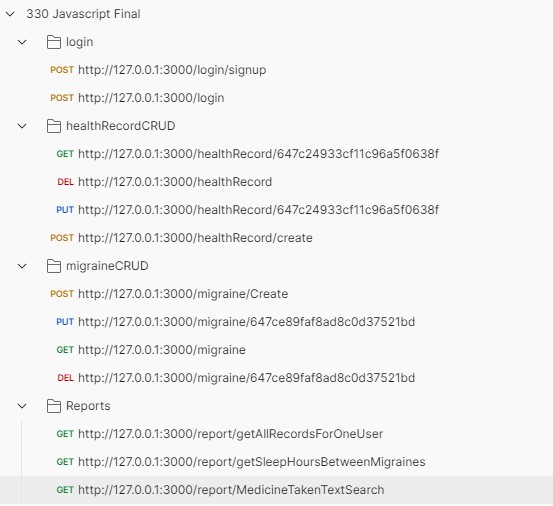 330 Javascript Final
login
POST http://127.0.0.1:3000/login/signup
POST http://127.0.0.1:3000/login
healthRecordCRUD
GET http://127.0.0.1:3000/healthRecord/647c24933cf11c96a5f0638f
DEL http://127.0.0.1:3000/healthRecord
PUT http://127.0.0.1:3000/healthRecord/647c24933cf11c96a5f0638f
POST http://127.0.0.1:3000/healthRecord/create
migraineCRUD
POST http://127.0.0.1:3000/migraine/Create
PUT http://127.0.0.1:3000/migraine/647ce89faf8ad8c0d37521bd
GET http://127.0.0.1:3000/migraine
DEL http://127.0.0.1:3000/migraine/647ce89faf8ad8c0d37521bd
Reports
GET http://127.0.0.1:3000/report/getAllRecordsForOneUser
GET http://127.0.0.1:3000/report/getSleepHoursBetweenMigraines
GET http://127.0.0.1:3000/report/MedicineTakenTextSearch